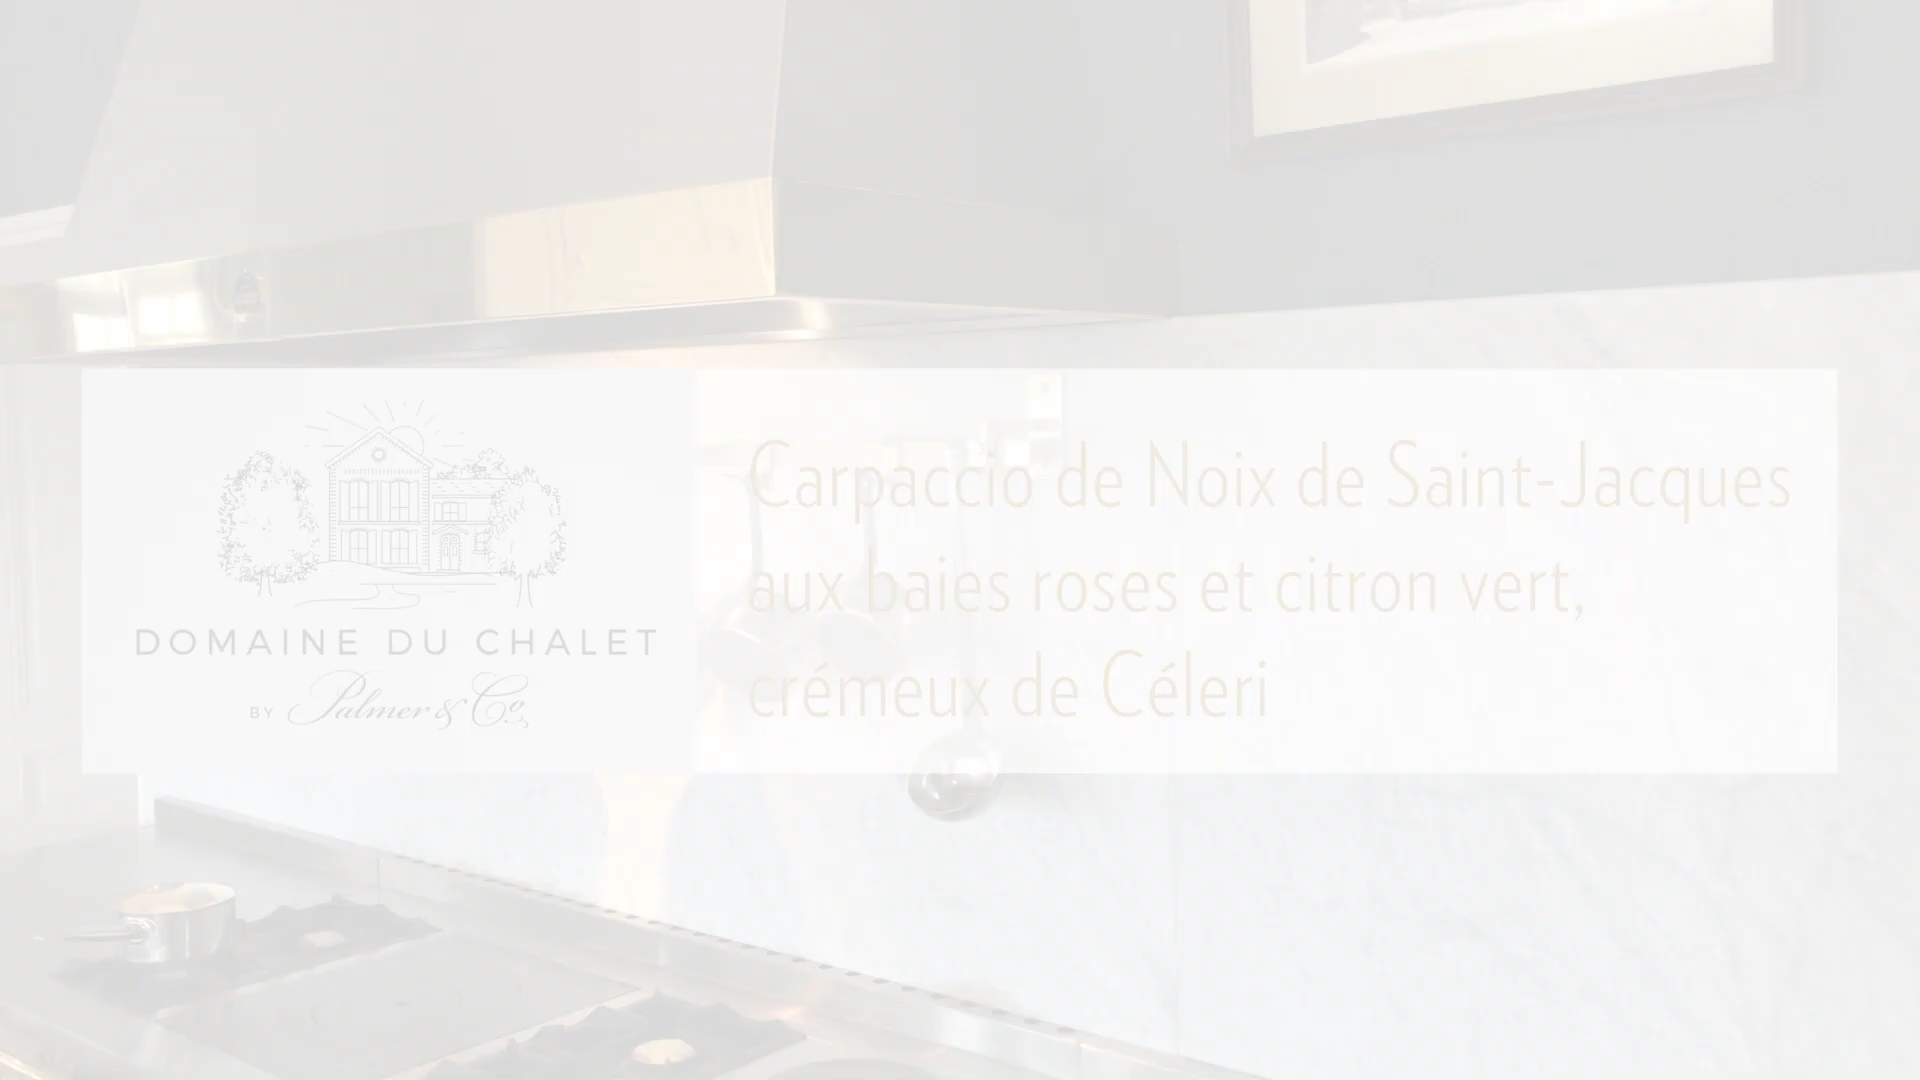 DOMAINE DU CHALET
BY Palmer & Co
Carpaccio de Noix de Saint-Jacques
aux baies roses et citron vert,
crémeux de Céleri